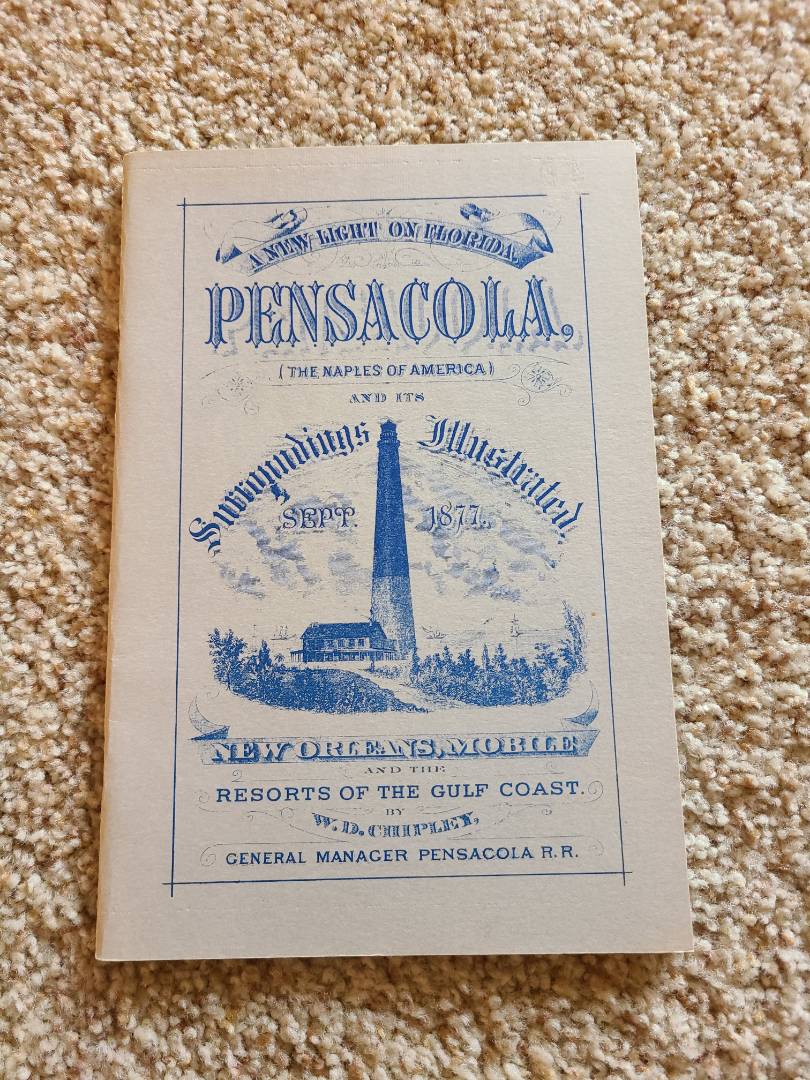 A NEW LIGHT ON FLORIDA.
PENSACOLA,
(THE NAPLES OF AMERICA)
AND ITS
Surroundings Illustrated.
SEPT. 1877.
NEW ORLEANS, MOBILE
AND THE
RESORTS OF THE GULF COAST.
BY
W. D. CHIPLEY,
GENERAL MANAGER PENSACOLA R. R.